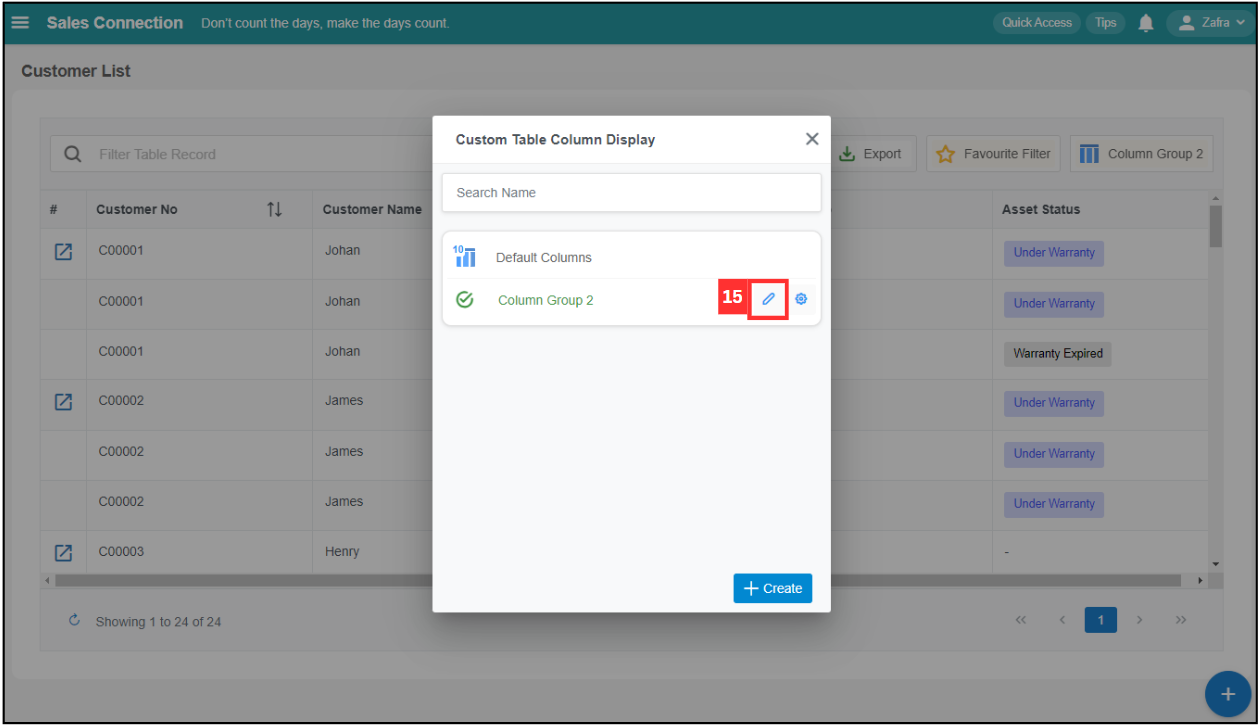 Sales Connection Don't count the days, make the days count. Quick Access Tips Zafra
Customer List
Custom Table Column Display
Filter Table Record Export Favourite Filter Column Group 2
Search Name
# Customer No Customer Name Asset Status
C00001 Johan Under Warranty
10 Default Columns
Column Group 2 15
C00001 Johan Under Warranty
C00001 Johan Warranty Expired
C00002 James Under Warranty
C00002 James Under Warranty
C00002 James Under Warranty
C00003 Henry -
+ Create
Showing 1 to 24 of 24 << < 1 > >>
+